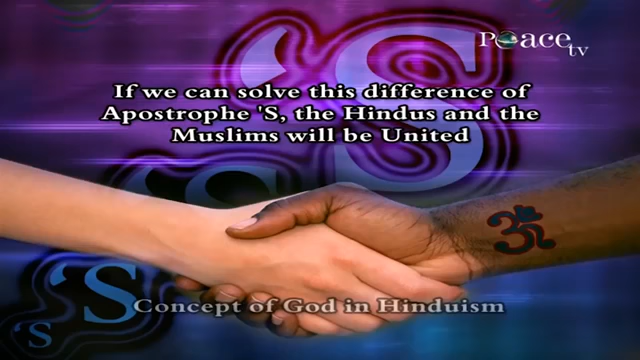 Peace tv
If we can solve this difference of
Apostrophe 'S, the Hindus and the
Muslims will be United
'S
'S
'S
ॐ
'S
Concept of God in Hinduism